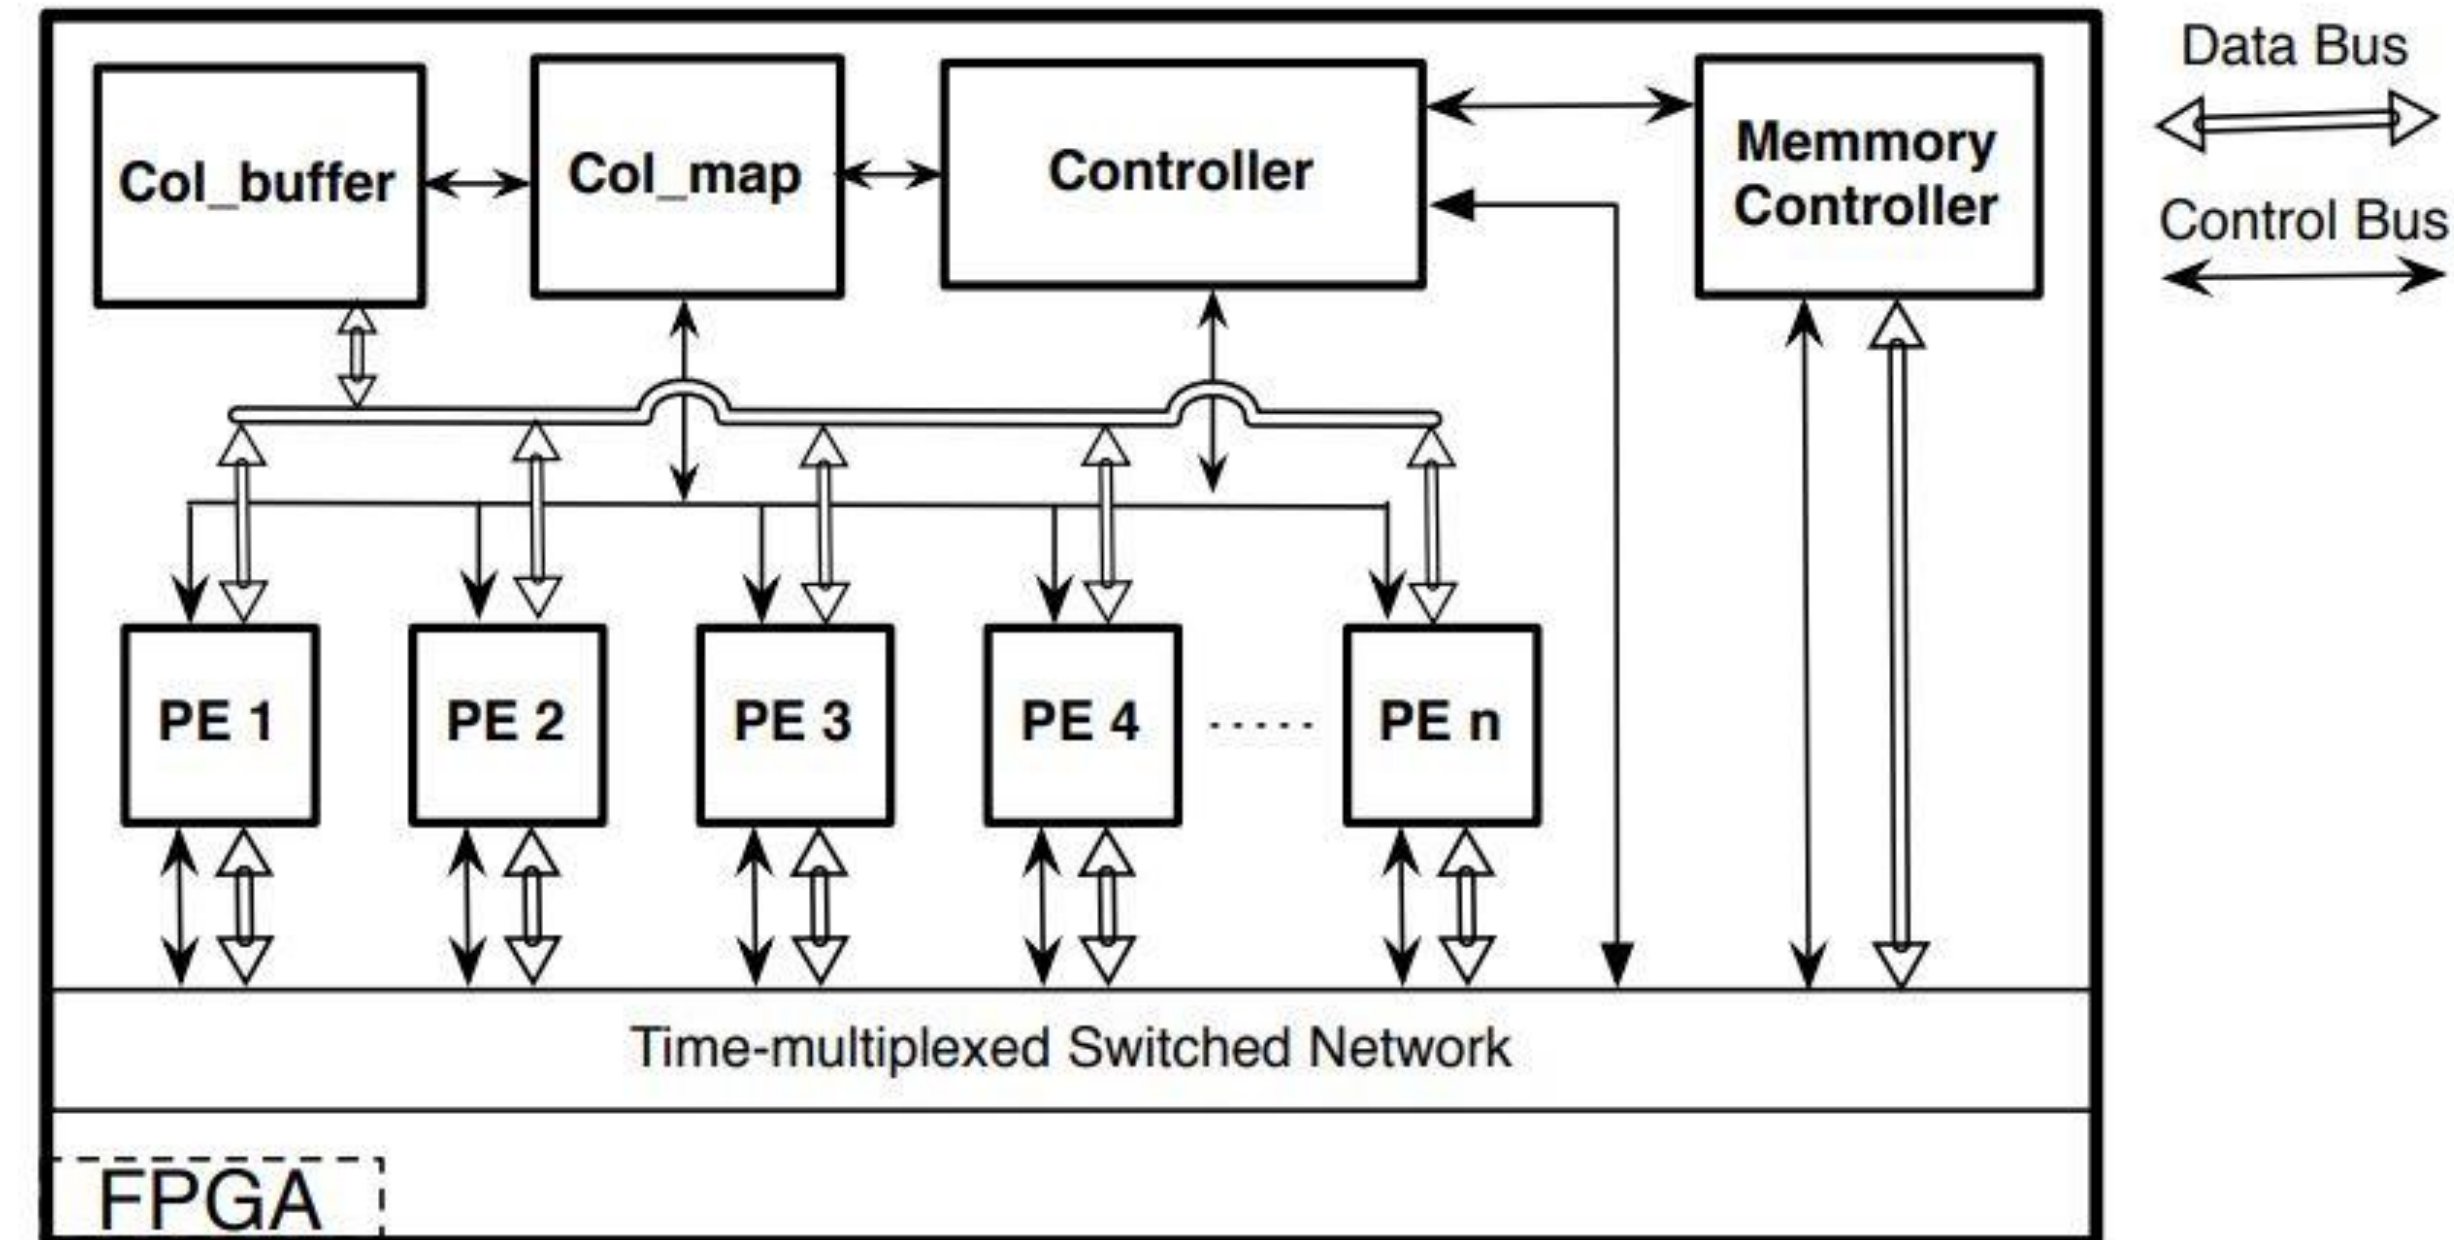 Data Bus
Control Bus
Col_buffer
Col_map
Controller
Memmory
Controller
PE 1
PE 2
PE 3
PE 4
.....
PE n
Time-multiplexed Switched Network
FPGA